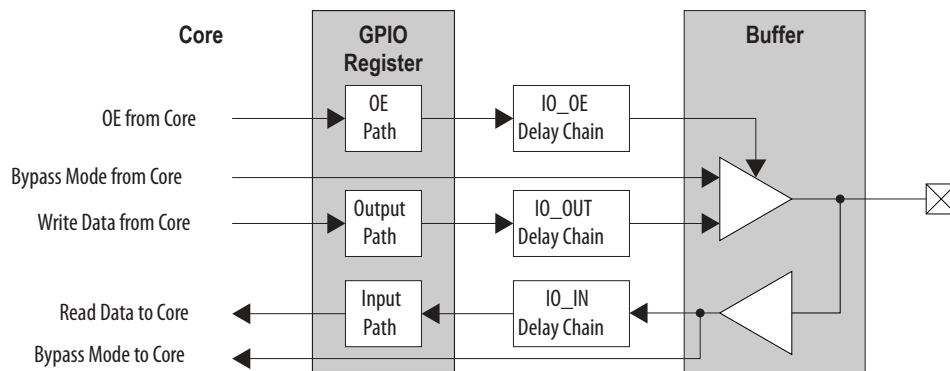 Core
GPIO
Register
Buffer
OE from Core
OE
Path
IO_OE
Delay Chain
Bypass Mode from Core
Write Data from Core
Output
Path
IO_OUT
Delay Chain
Read Data to Core
Input
Path
IO_IN
Delay Chain
Bypass Mode to Core